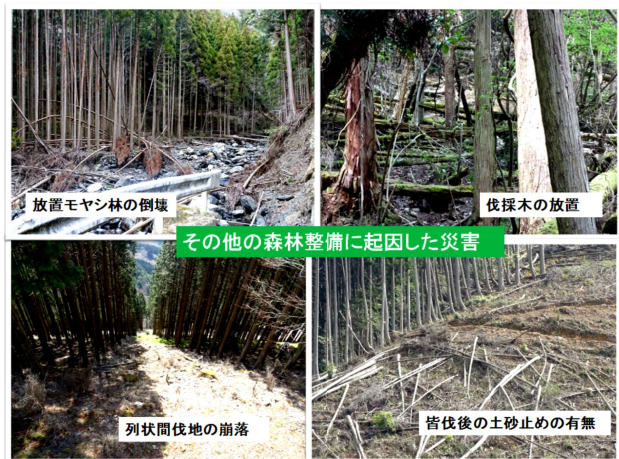 放置モヤシ林の倒壊
伐採木の放置
その他の森林整備に起因した災害
列状間伐地の崩落
皆伐後の土砂止めの有無